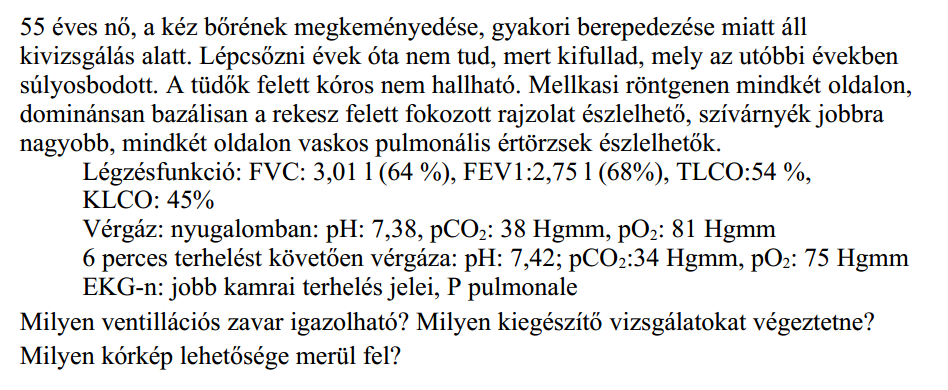 55 éves nő, a kéz bőrének megkeményedése, gyakori berepedezése miatt áll
kivizsgálás alatt. Lépcsőzni évek óta nem tud, mert kifullad, mely az utóbbi években
súlyosbodott. A tüdők felett kóros nem hallható. Mellkasi röntgenen mindkét oldalon,
dominánsan bazálisan a rekesz felett fokozott rajzolat észlelhető, szívárnyék jobbra
nagyobb, mindkét oldalon vaskos pulmonális értörzsek észlelhetők.
Légzésfunkció: FVC: 3,01 l (64 %), FEV1:2,75 l (68%), TLCO:54 %,
KLCO: 45%
Vérgáz: nyugalomban: pH: 7,38, pCO₂: 38 Hgmm, pO₂: 81 Hgmm
6 perces terhelést követően vérgáza: pH: 7,42; pCO₂:34 Hgmm, pO₂: 75 Hgmm
EKG-n: jobb kamrai terhelés jelei, P pulmonale
Milyen ventillációs zavar igazolható? Milyen kiegészítő vizsgálatokat végeztetne?
Milyen kórkép lehetősége merül fel?